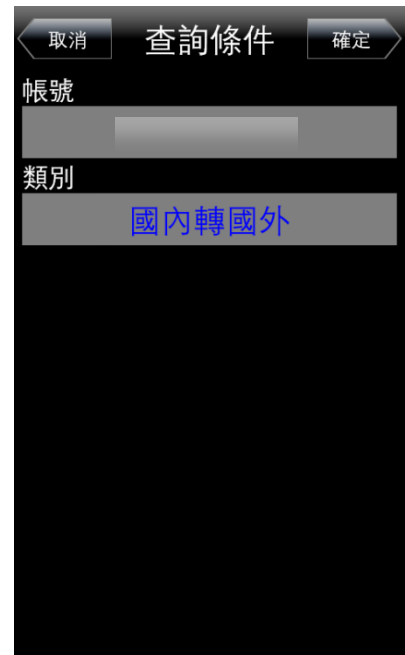 取消 查詢條件 確定
帳號
類別
國內轉國外